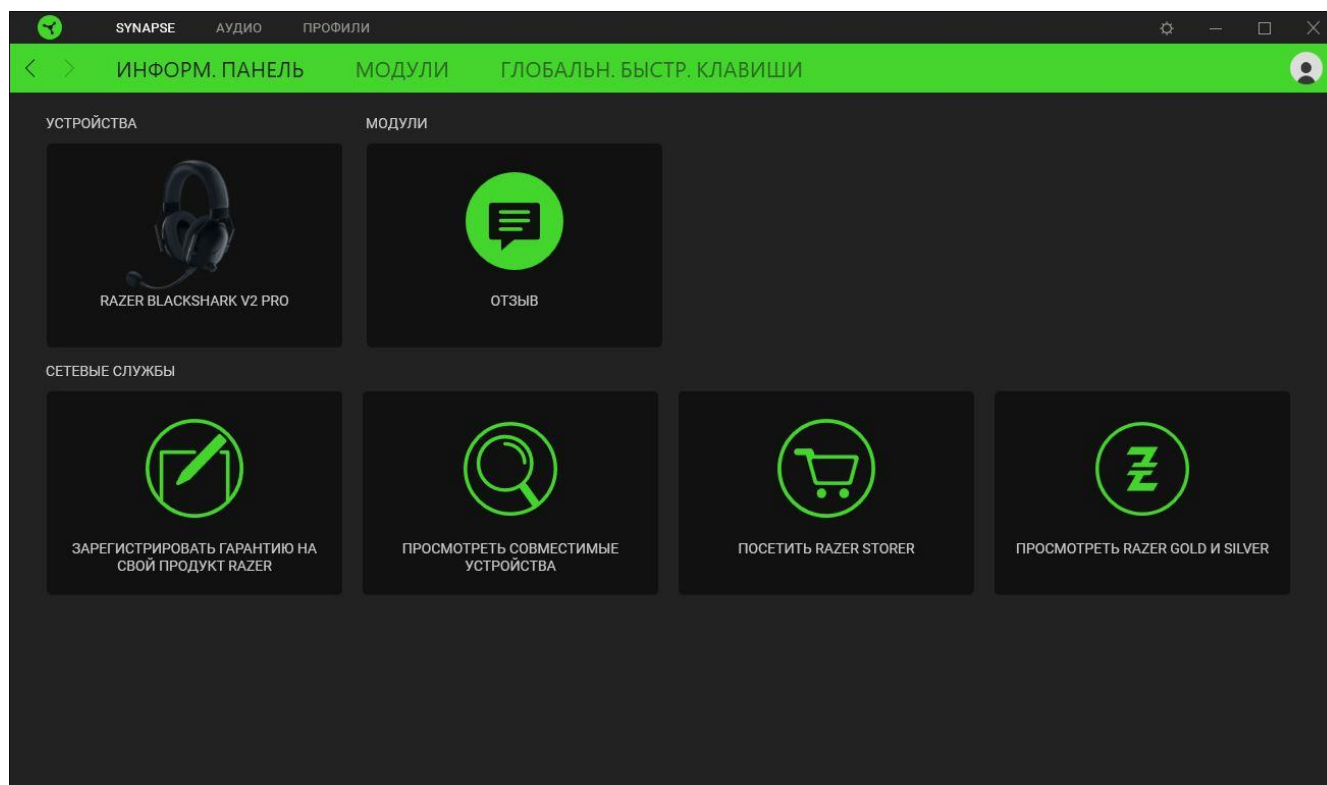 SYNAPSE АУДИО ПРОФИЛИ
ИНФОРМ. ПАНЕЛЬ МОДУЛИ ГЛОБАЛЬН. БЫСТР. КЛАВИШИ
УСТРОЙСТВА МОДУЛИ
RAZER BLACKSHARK V2 PRO ОТЗЫВ
СЕТЕВЫЕ СЛУЖБЫ
ЗАРЕГИСТРИРОВАТЬ ГАРАНТИЮ НА
СВОЙ ПРОДУКТ RAZER
ПРОСМОТРЕТЬ СОВМЕСТИМЫЕ
УСТРОЙСТВА
ПОСЕТИТЬ RAZER STORER
ПРОСМОТРЕТЬ RAZER GOLD И SILVER